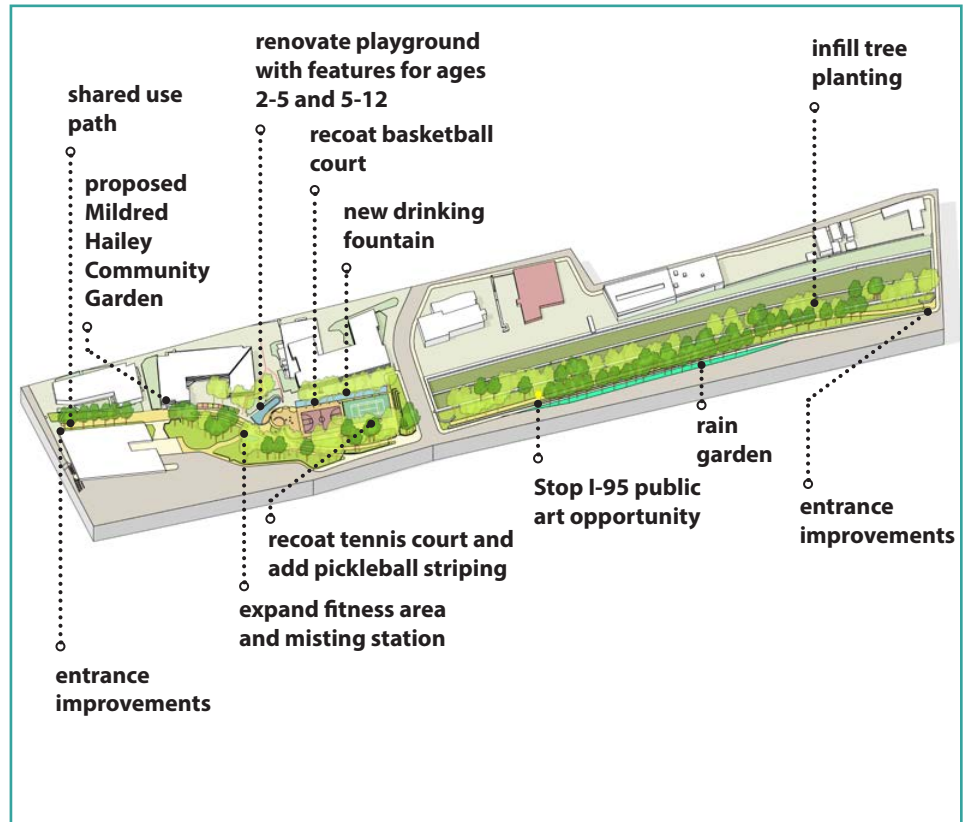 renovate playground
with features for ages
2-5 and 5-12
infill tree
planting
shared use
path
recoat basketball
court
proposed
Mildred
Hailey
Community
Garden
new drinking
fountain
rain
garden
Stop I-95 public
art opportunity
entrance
improvements
recoat tennis court and
add pickleball striping
expand fitness area
and misting station
entrance
improvements